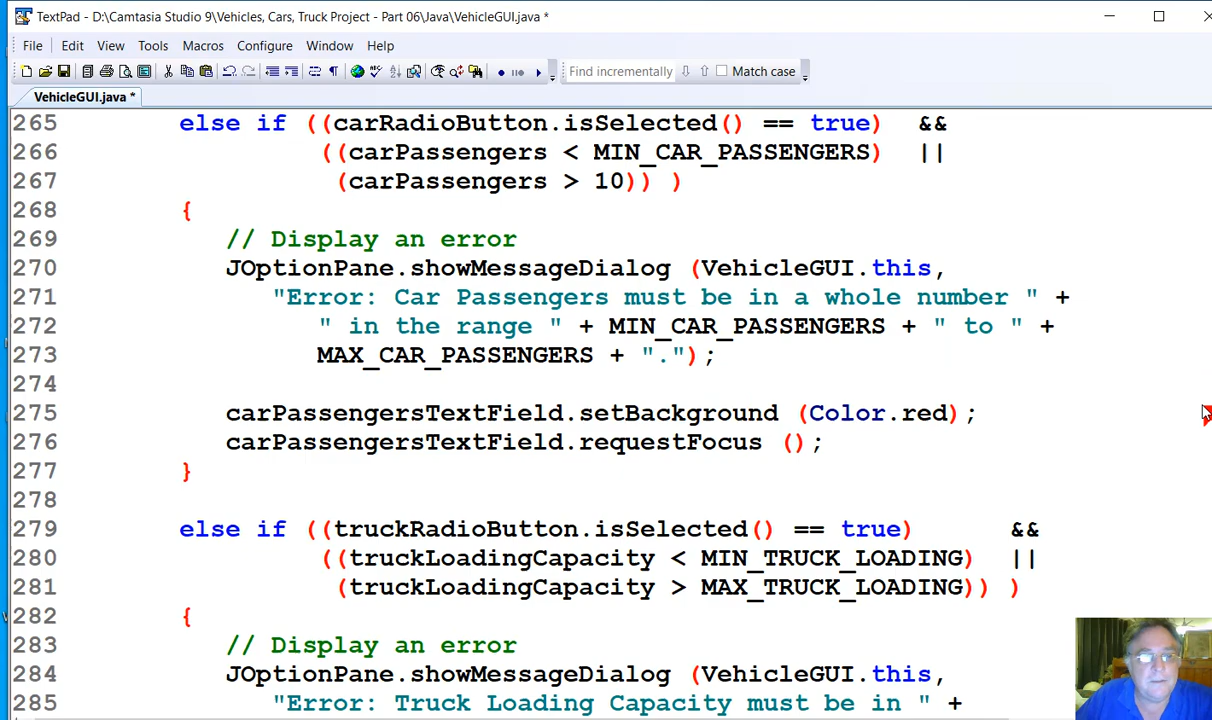 TextPad - D:\Camtasia Studio 9\Vehicles, Cars, Truck Project - Part 06\Java\VehicleGUI.java *
File Edit View Tools Macros Configure Window Help
Find incrementally Match case
VehicleGUI.java *
265 else if ((carRadioButton.isSelected() == true) &&
266 ((carPassengers < MIN_CAR_PASSENGERS) ||
267 (carPassengers > 10)) )
268 {
269 // Display an error
270 JOptionPane.showMessageDialog (VehicleGUI.this,
271 "Error: Car Passengers must be in a whole number " +
272 " in the range " + MIN_CAR_PASSENGERS + " to " +
273 MAX_CAR_PASSENGERS + ".");
274
275 carPassengersTextField.setBackground (Color.red);
276 carPassengersTextField.requestFocus ();
277 }
278
279 else if ((truckRadioButton.isSelected() == true) &&
280 ((truckLoadingCapacity < MIN_TRUCK_LOADING) ||
281 (truckLoadingCapacity > MAX_TRUCK_LOADING)) )
282 {
283 // Display an error
284 JOptionPane.showMessageDialog (VehicleGUI.this,
285 "Error: Truck Loading Capacity must be in " +